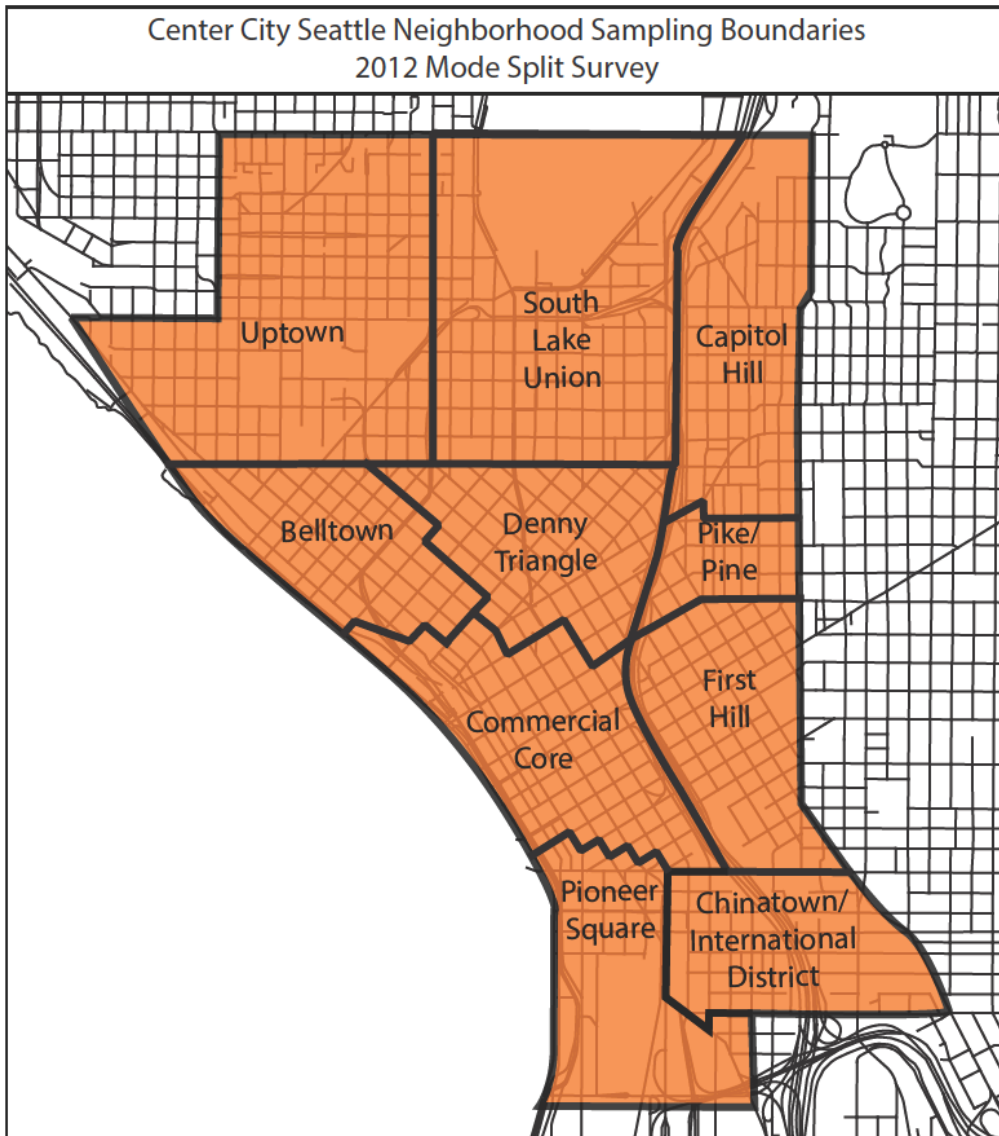 Center City Seattle Neighborhood Sampling Boundaries
2012 Mode Split Survey
Uptown
South
Lake
Union
Capitol
Hill
Belltown
Denny
Triangle
Pike/
Pine
First
Hill
Commercial
Core
Pioneer
Square
Chinatown/
International
District